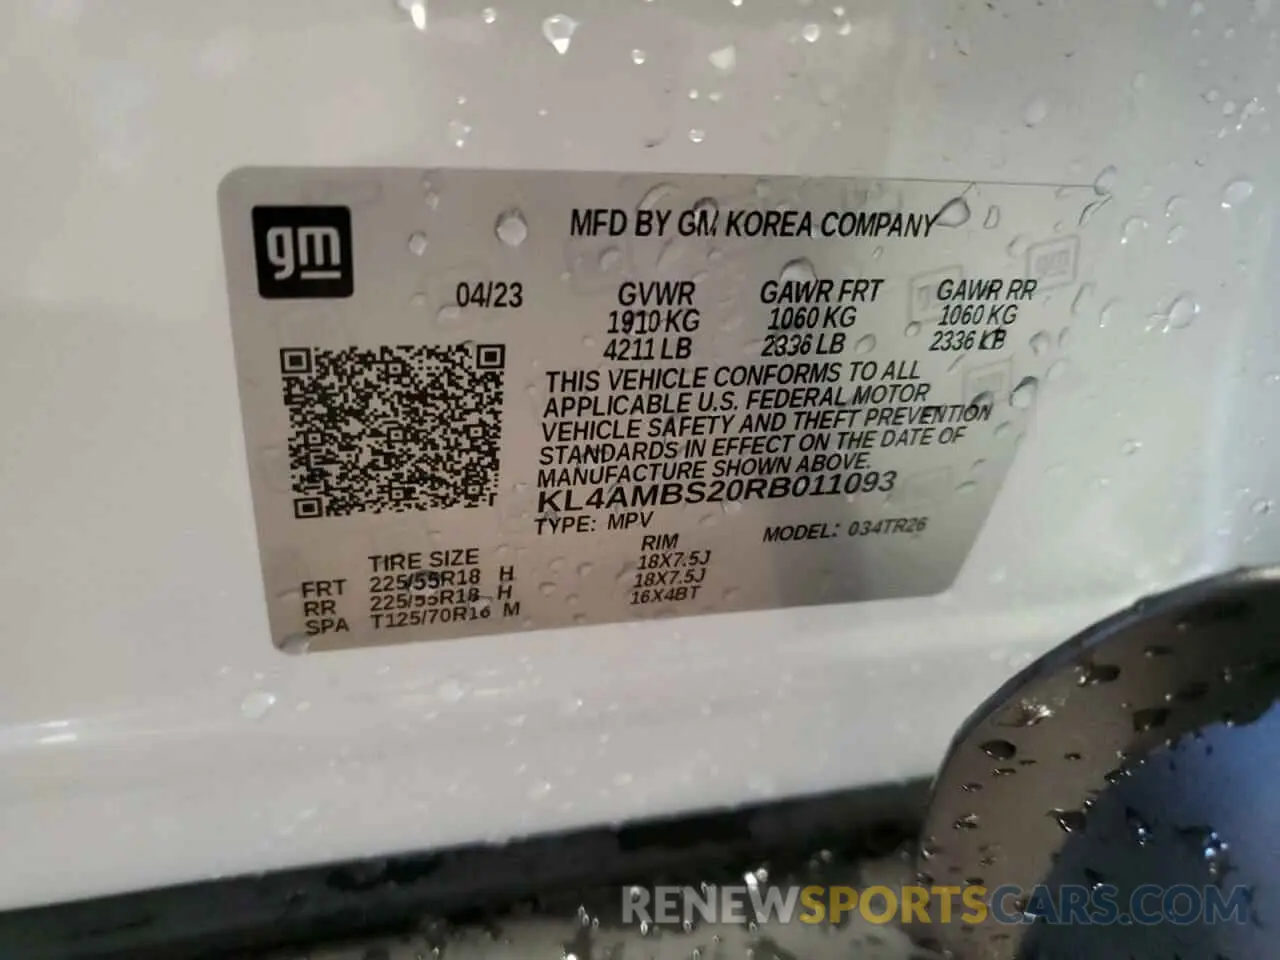 gm
MFD BY GM KOREA COMPANY
04/23 GVWR GAWR FRT GAWR RR
1910 KG 1060 KG 1060 KG
4211 LB 2336 LB 2336 LB
THIS VEHICLE CONFORMS TO ALL
APPLICABLE U.S. FEDERAL MOTOR
VEHICLE SAFETY AND THEFT PREVENTION
STANDARDS IN EFFECT ON THE DATE OF
MANUFACTURE SHOWN ABOVE.
KL4AMBS20RB011093
TYPE: MPV MODEL: 034TR26
TIRE SIZE RIM
FRT 225/55R18 H 18X7.5J
RR 225/55R18 H 18X7.5J
SPA T125/70R16 M 16X4BT
RENEWSPORTSCARS.COM